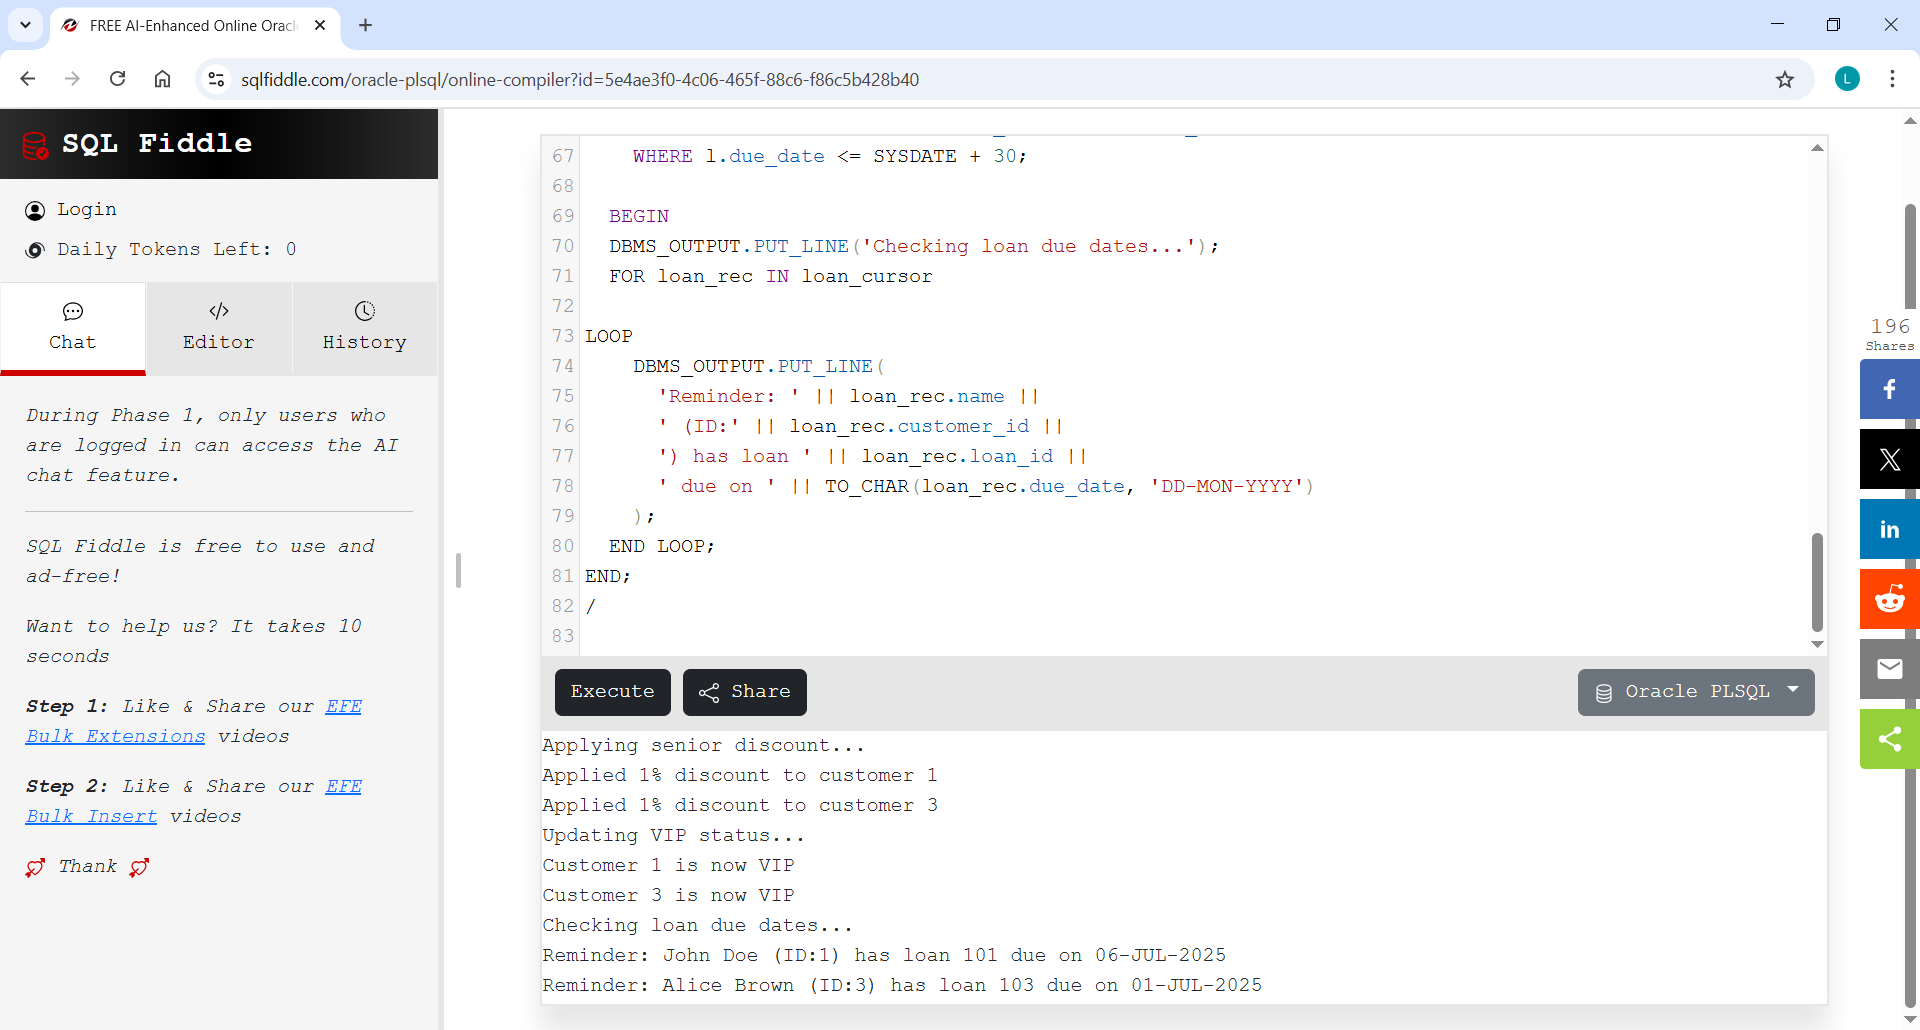 FREE AI-Enhanced Online Oracl
sqlfiddle.com/oracle-plsql/online-compiler?id=5e4ae3f0-4c06-465f-88c6-f86c5b428b40
L
SQL Fiddle
Login
Daily Tokens Left: 0
Chat
Editor
History
During Phase 1, only users who
are logged in can access the AI
chat feature.
SQL Fiddle is free to use and
ad-free!
Want to help us? It takes 10
seconds
Step 1: Like & Share our EFE
Bulk Extensions videos
Step 2: Like & Share our EFE
Bulk Insert videos
Thank
67 WHERE l.due_date <= SYSDATE + 30;
68
69 BEGIN
70 DBMS_OUTPUT.PUT_LINE('Checking loan due dates...');
71 FOR loan_rec IN loan_cursor
72
73 LOOP
74 DBMS_OUTPUT.PUT_LINE(
75 'Reminder: ' || loan_rec.name ||
76 ' (ID:' || loan_rec.customer_id ||
77 ') has loan ' || loan_rec.loan_id ||
78 ' due on ' || TO_CHAR(loan_rec.due_date, 'DD-MON-YYYY')
79 );
80 END LOOP;
81 END;
82 /
83
Execute
Share
Oracle PLSQL
Applying senior discount...
Applied 1% discount to customer 1
Applied 1% discount to customer 3
Updating VIP status...
Customer 1 is now VIP
Customer 3 is now VIP
Checking loan due dates...
Reminder: John Doe (ID:1) has loan 101 due on 06-JUL-2025
Reminder: Alice Brown (ID:3) has loan 103 due on 01-JUL-2025
196
Shares